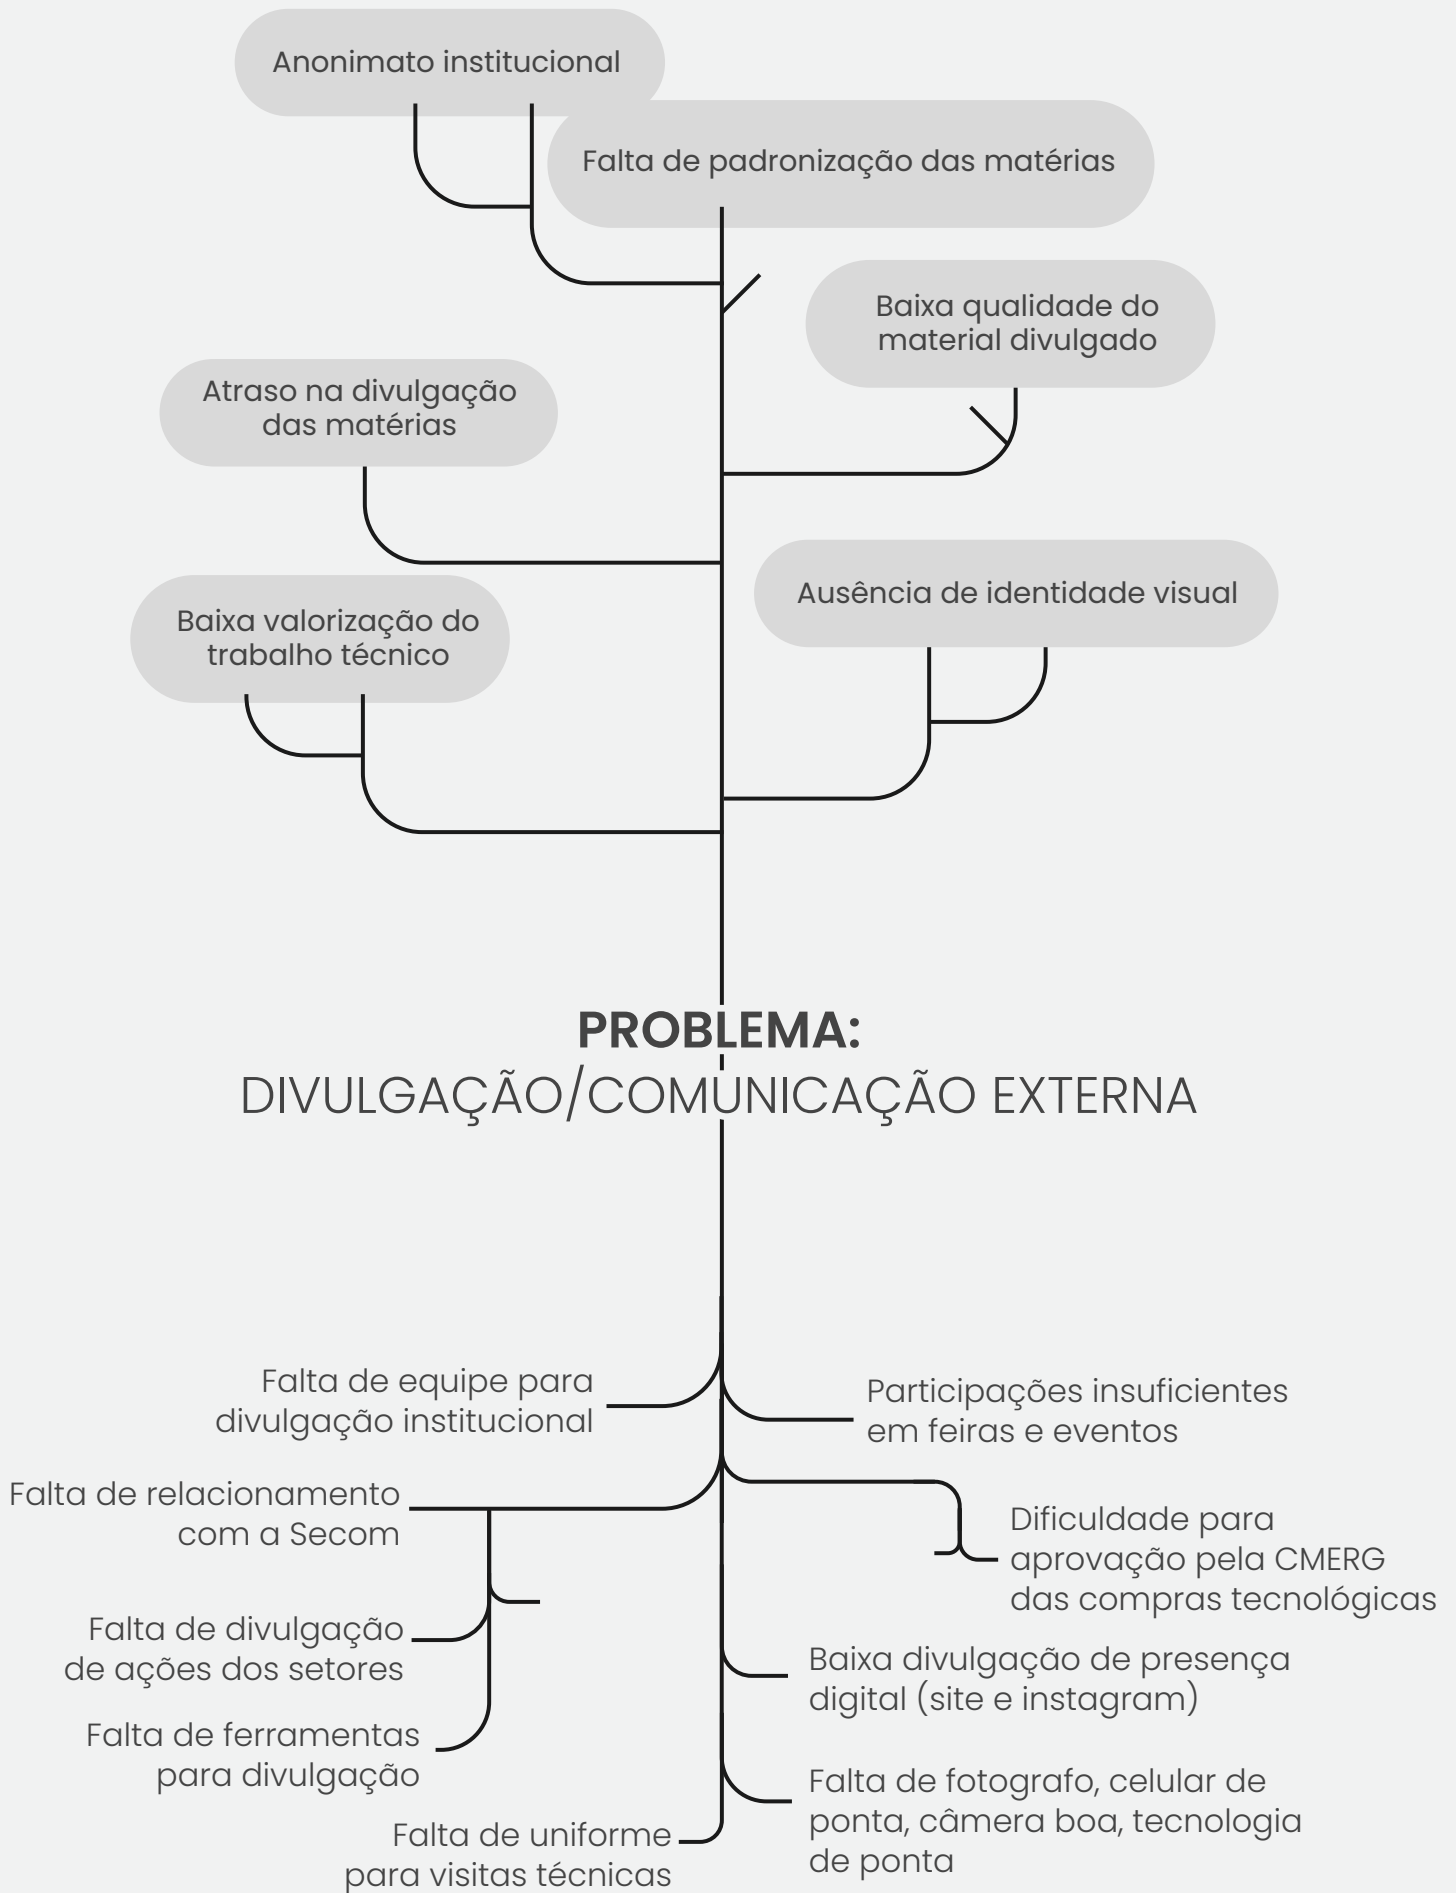 Anonimato institucional
Falta de padronização das matérias
Baixa qualidade do
material divulgado
Atraso na divulgação
das matérias
Ausência de identidade visual
Baixa valorização do
trabalho técnico
PROBLEMA:
DIVULGAÇÃO/COMUNICAÇÃO EXTERNA
Falta de equipe para
divulgação institucional
Participações insuficientes
em feiras e eventos
Falta de relacionamento
com a Secom
Dificuldade para
aprovação pela CMERG
das compras tecnológicas
Falta de divulgação
de ações dos setores
Baixa divulgação de presença
digital (site e instagram)
Falta de ferramentas
para divulgação
Falta de fotografo, celular de
ponta, câmera boa, tecnologia
de ponta
Falta de uniforme
para visitas técnicas